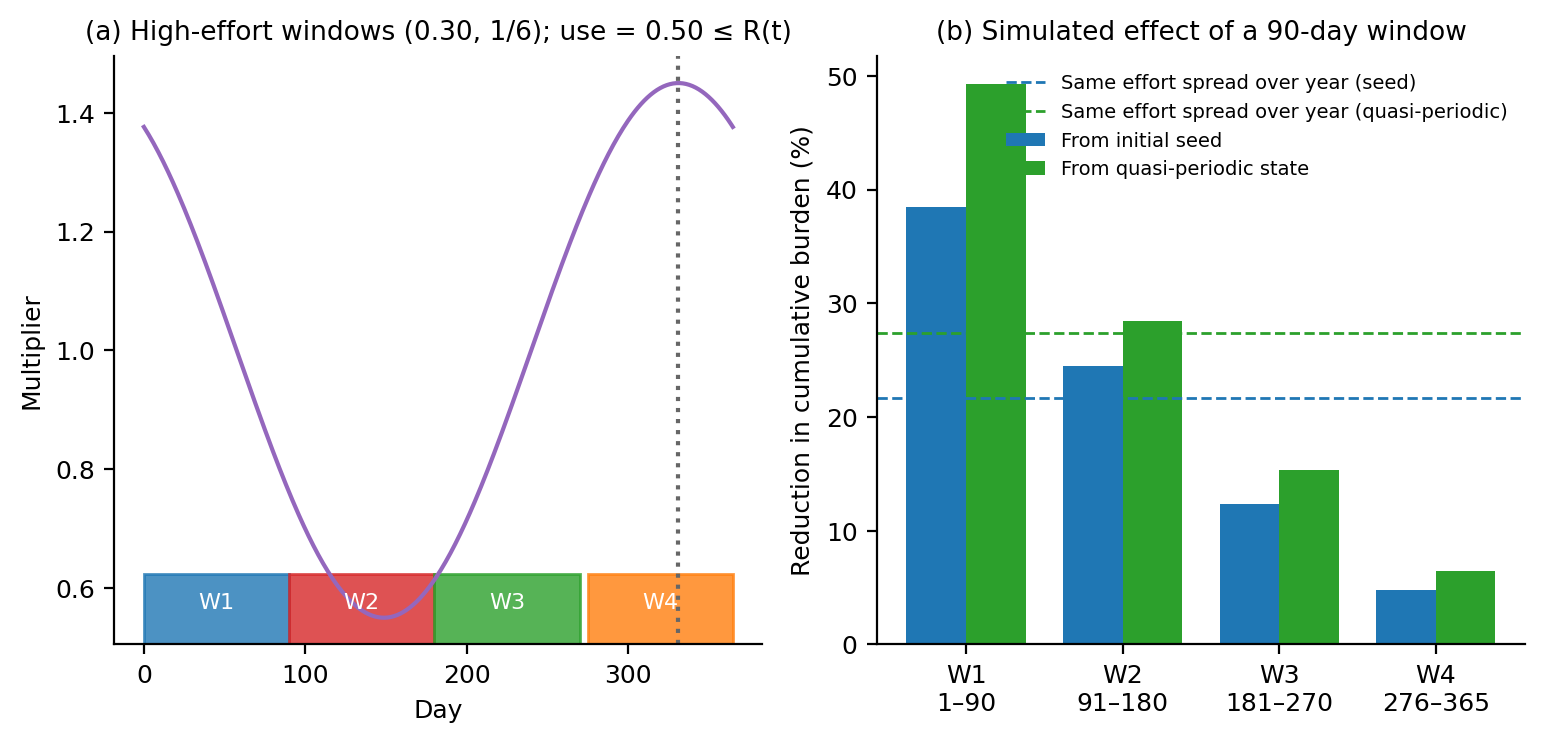 (a) High-effort windows (0.30, 1/6); use = 0.50 ≤ R(t)
Multiplier
1.4
1.2
1.0
0.8
0.6
W1
W2
W3
W4
0
100
200
300
Day
(b) Simulated effect of a 90-day window
Reduction in cumulative burden (%)
50
40
30
20
10
0
Same effort spread over year (seed)
Same effort spread over year (quasi-periodic)
From initial seed
From quasi-periodic state
W1
1–90
W2
91–180
W3
181–270
W4
276–365